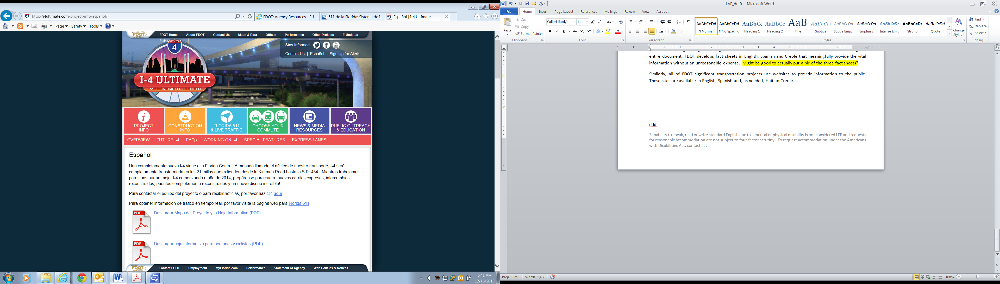 http://i4ultimate.com/project-info/espanol/
FDOT: Agency Resources - E-U...
511 de la Florida: Sistema de I...
Español | I-4 Ultimate
Page
Safety
Tools
FDOT
FDOT Home
About FDOT
Contact Us
Maps & Data
Offices
Performance
Other Projects
E-Updates
FL511
INTERSTATE
4
I-4 ULTIMATE
IMPROVEMENT PROJECT
Stay Informed:
You Tube
Contact Us | Español | Sign Up for Alerts
PROJECT
INFO
CONSTRUCTION
INFO
FLORIDA 511
& LIVE TRAFFIC
CHOOSE YOUR
COMMUTE
NEWS & MEDIA
RESOURCES
PUBLIC OUTREACH
& EDUCATION
OVERVIEW
FUTURE I-4
FAQs
WORKING ON I-4
SPECIAL FEATURES
EXPRESS LANES
Español
Una completamente nueva I-4 viene a la Florida Central. A menudo llamada el núcleo de nuestro transporte, I-4 será
completamente transformada en las 21 millas que extienden desde la Kirkman Road hasta la S.R. 434. ¡Mientras trabajamos
para construir un mejor I-4 comenzando otoño de 2014, prepárense para cuatro nuevos carriles expresos, intercambios
reconstruidos, puentes completamente reconstruidos y un nuevo diseño increíble!
Para contactar el equipo del proyecto o para recibir noticias, por favor haz clic aquí.
Para obtener información de tráfico en tiempo real, por favor visite la página web para Florida 511.
PDF
Descargar Mapa del Proyecto y la Hoja Informativa (PDF)
PDF
Descargar hoja informativa para peatones y ciclistas (PDF)
FDOT
Contact FDOT
Employment
MyFlorida.com
Performance
Statement of Agency
Web Policies & Notices
6:41 AM
12/16/2015
LAP_draft - Microsoft Word
File
Home
Insert
Page Layout
References
Mailings
Review
View
Acrobat
Paste
Cut
Copy
Format Painter
Clipboard
Calibri (Body)
11
Font
Paragraph
AaBbCcDd
¶ Normal
AaBbCcDd
¶ No Spacing
AaBbCc
Heading 1
AaBbCc
Heading 2
AaB
Title
AaBbCcI
Subtitle
AaBbCcDd
Subtle Emp...
AaBbCcDd
Emphasis
AaBbCcDd
Intense Em...
AaBbCcDc
Strong
AaBbCcDd
Quote
Change
Styles
Styles
Find
Replace
Select
Editing
entire document, FDOT develops fact sheets in English, Spanish and Creole that meaningfully provide the vital
information without an unreasonable expense. Might be good to actually put a pic of the three fact sheets?
Similarly, all of FDOT significant transportation projects use websites to provide information to the public.
These sites are available in English, Spanish and, as needed, Haitian Creole.
ddd
* Inability to speak, read or write standard English due to a mental or physical disability is not considered LEP and requests
for reasonable accommodation are not subject to four-factor scrutiny. To request accommodation under the Americans
with Disabilities Act, contact . . .
Page: 3 of 3
Words: 1,436
100%